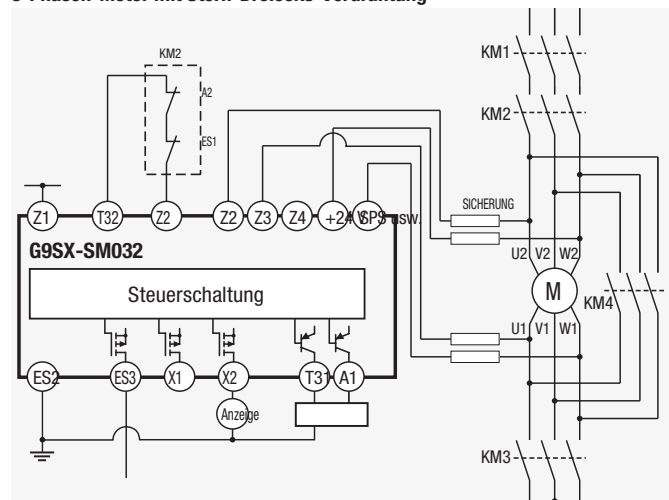 3-Phasen-Motor mit Stern-Dreiecks-Verdrahtung
KM1
KM2
KM2
A2
ES1
SICHERUNG
Z1
T32
Z2
Z2
Z3
Z4
+24 V
SPS usw.
G9SX-SM032
Steuerschaltung
U2 V2 W2
M
KM4
U1 V1 W1
ES2
ES3
X1
X2
T31
A1
Anzeige
KM3